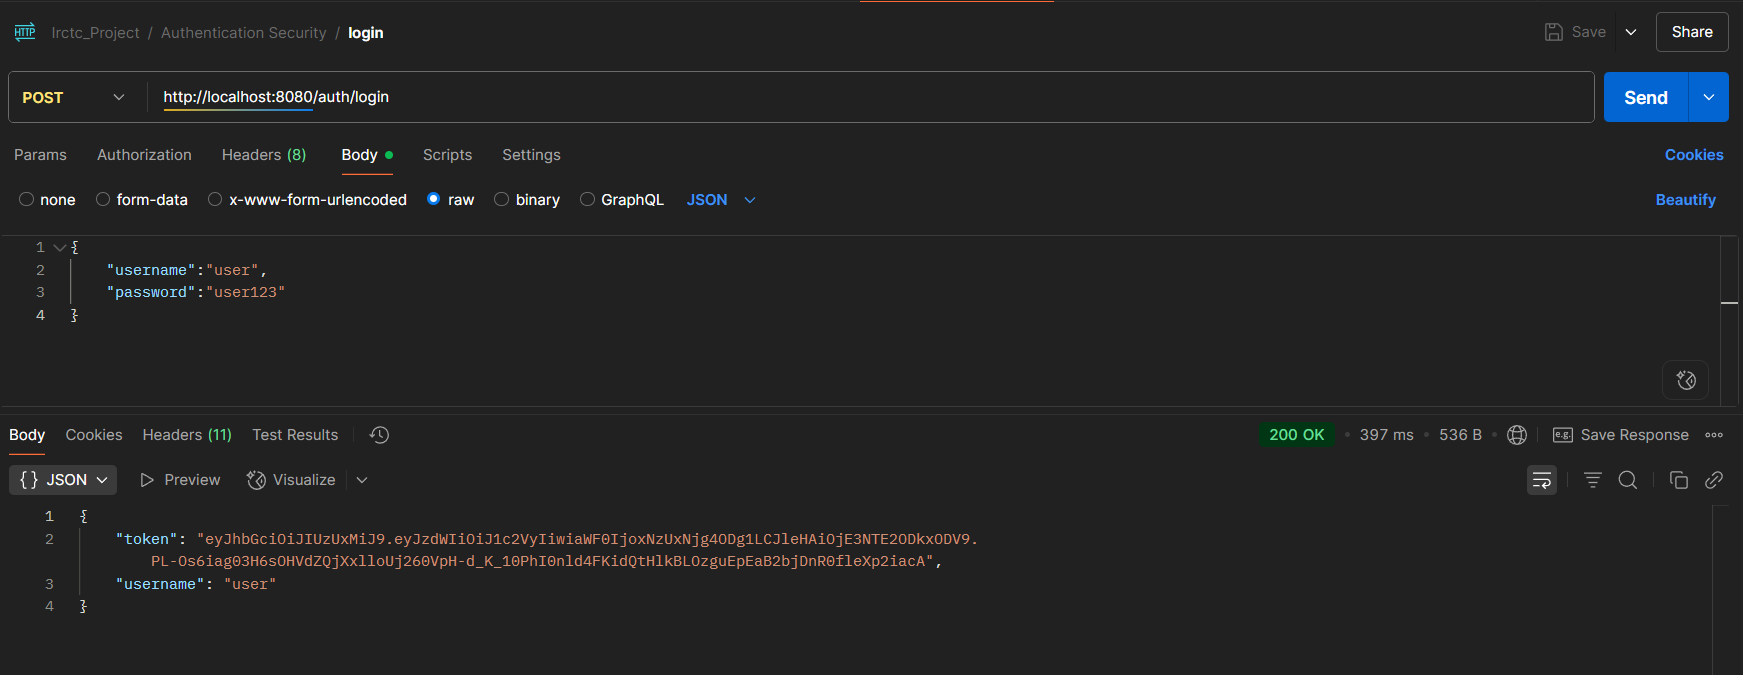 HTTP Irctc_Project / Authentication Security / login Save Share
POST http://localhost:8080/auth/login Send
Params Authorization Headers (8) Body Scripts Settings Cookies
none form-data x-www-form-urlencoded raw binary GraphQL JSON Beautify
1 {
2 "username":"user",
3 "password":"user123"
4 }
Body Cookies Headers (11) Test Results 200 OK • 397 ms • 536 B • e.g. Save Response
{} JSON Preview Visualize
1 {
2 "token": "eyJhbGciOiJIUzUxMiJ9.eyJzdWIiOiJ1c2VyIiwiaWF0IjoxNzUxNjg4ODg1LCJleHAiOjE3NTE2ODkxODV9.
PL-Os6iag03H6sOHVdZQjXxlloUj260VpH-d_K_10PhI0nld4FKidQtHlkBLOzguEpEaB2bjDnR0fleXp2iacA",
3 "username": "user"
4 }